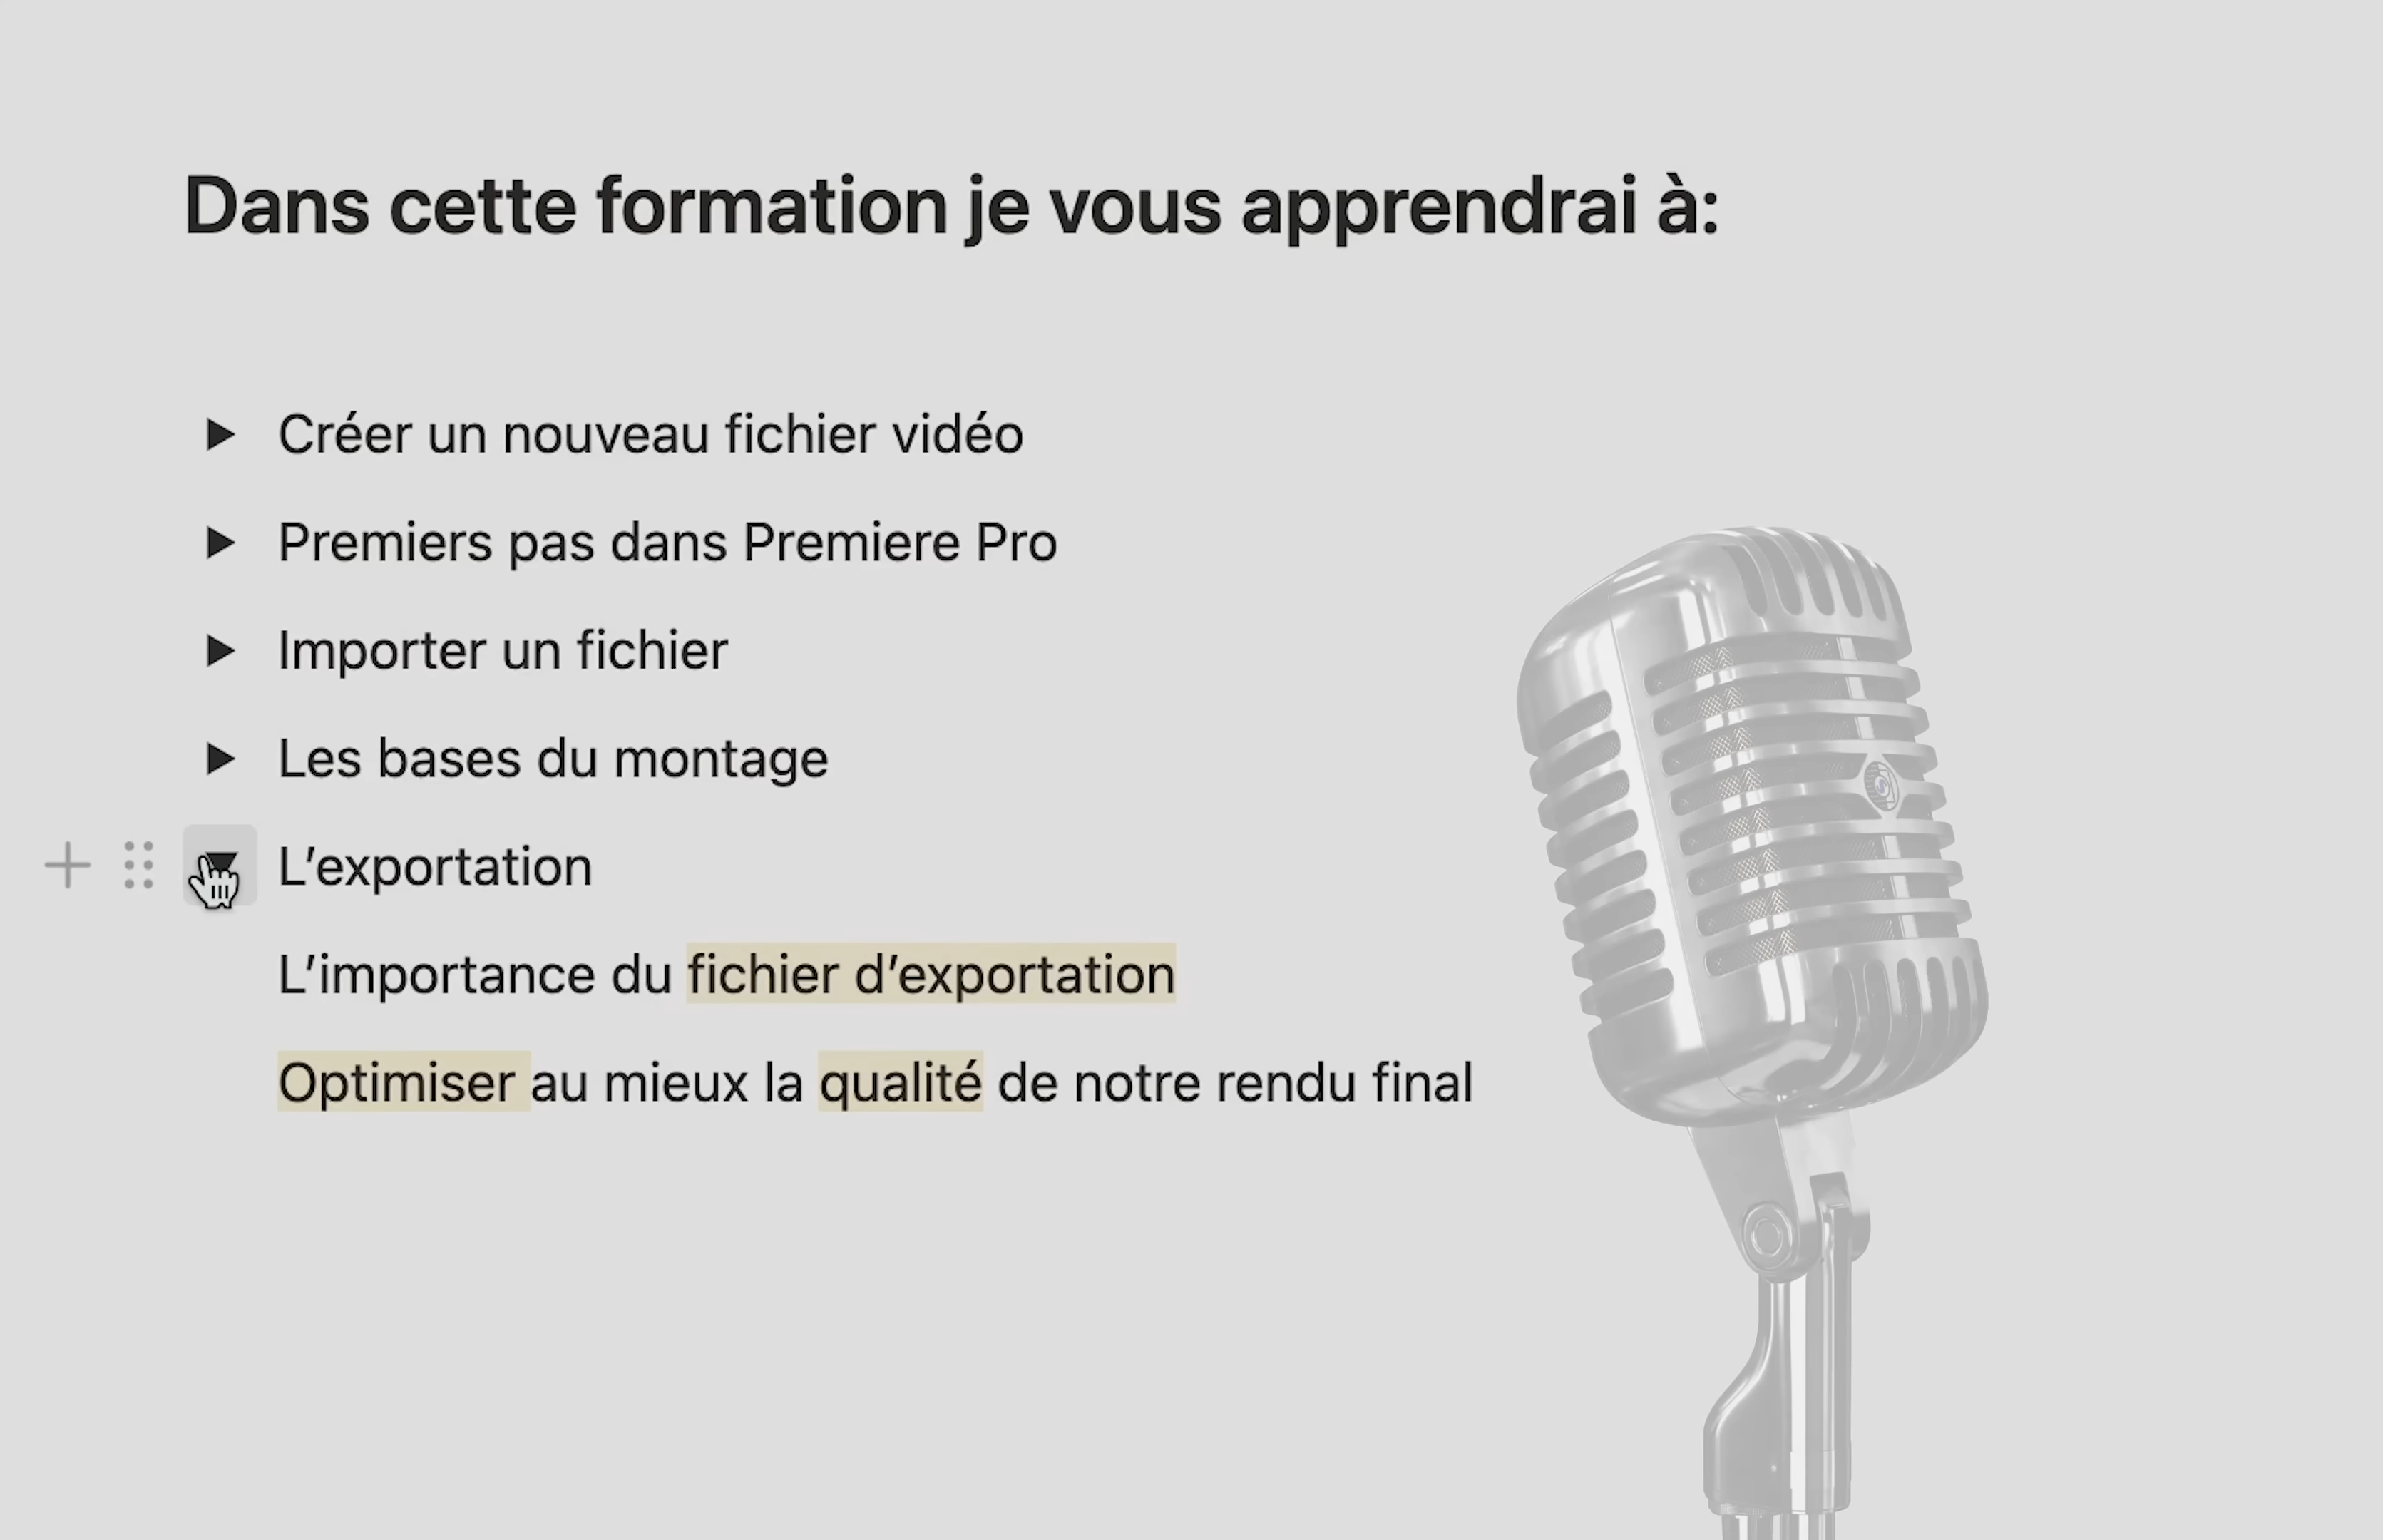 Dans cette formation je vous apprendrai à:
Créer un nouveau fichier vidéo
Premiers pas dans Premiere Pro
Importer un fichier
Les bases du montage
L’exportation
L’importance du fichier d’exportation
Optimiser au mieux la qualité de notre rendu final